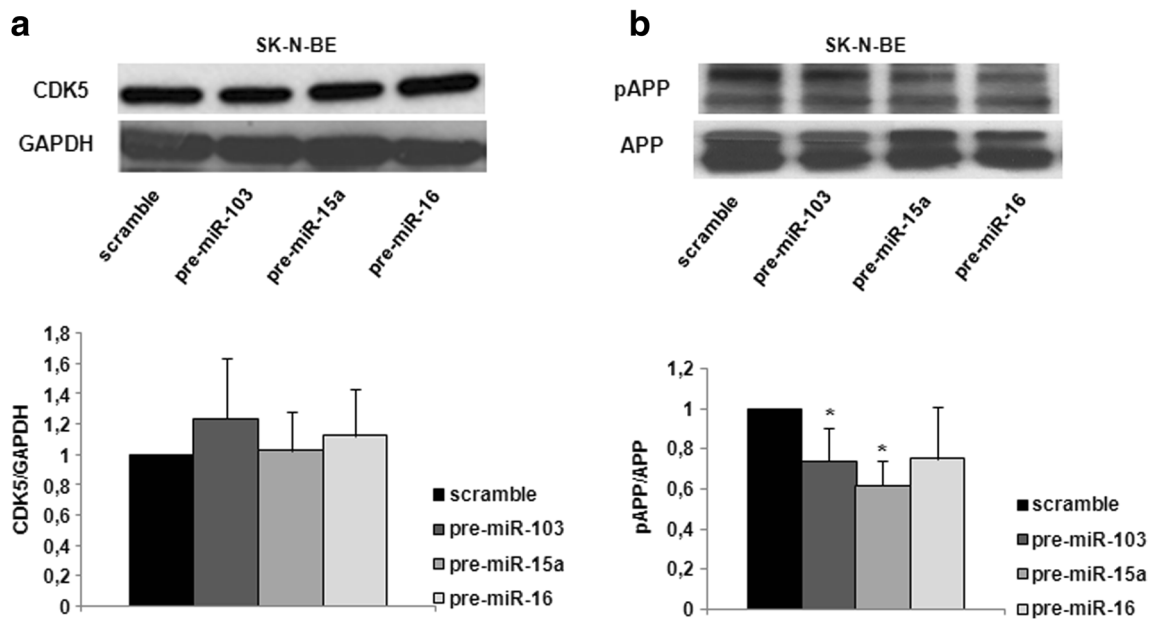 a
SK-N-BE
CDK5
GAPDH
scramble
pre-miR-103
pre-miR-15a
pre-miR-16
CDK5/GAPDH
1,8
1,6
1,4
1,2
1
0,8
0,6
0,4
0,2
0
scramble
pre-miR-103
pre-miR-15a
pre-miR-16
b
SK-N-BE
pAPP
APP
scramble
pre-miR-103
pre-miR-15a
pre-miR-16
pAPP/APP
1,2
1
0,8
0,6
0,4
0,2
0
*
*
scramble
pre-miR-103
pre-miR-15a
pre-miR-16